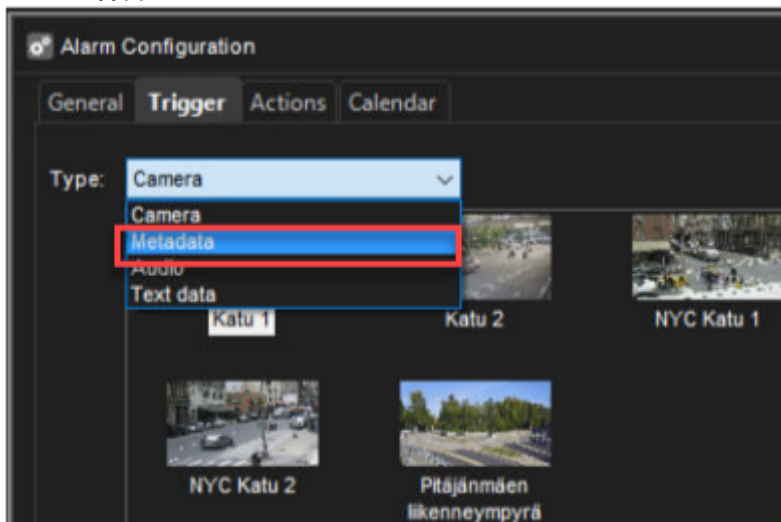 Alarm Configuration
General Trigger Actions Calendar
Type: Camera
Camera
Metadata
Audio
Text data
Katu 1 Katu 2 NYC Katu 1
NYC Katu 2 Pitäjänmäen
liikenneympyrä